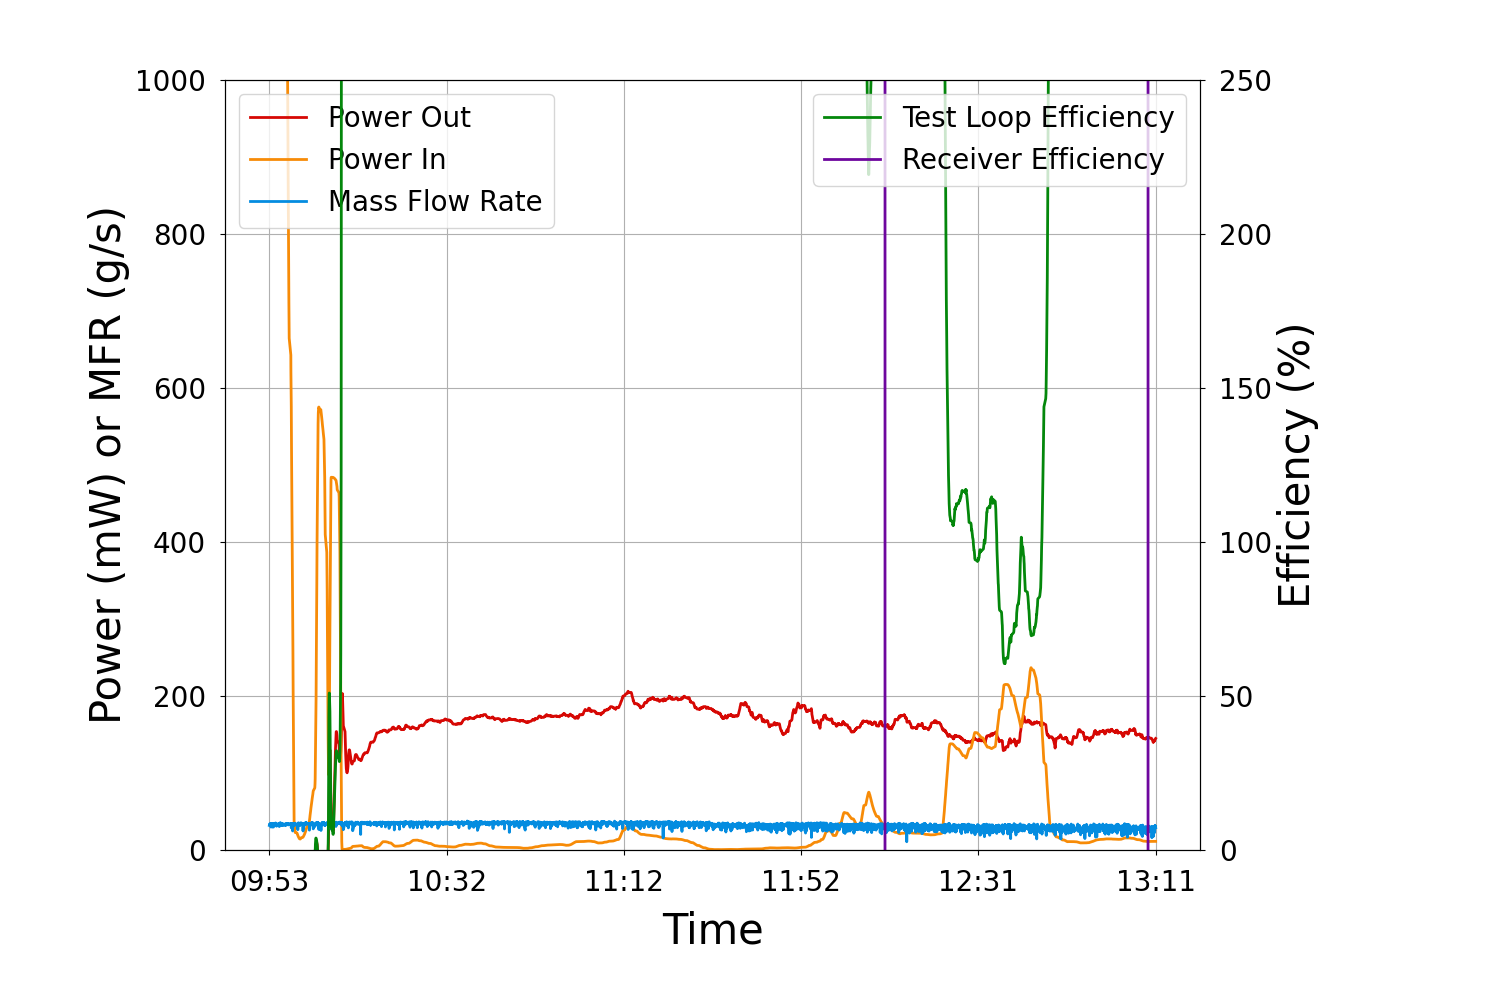 1000
800
600
400
200
0
Power (mW) or MFR (g/s)
Power Out
Power In
Mass Flow Rate
Test Loop Efficiency
Receiver Efficiency
250
200
150
100
50
0
Efficiency (%)
09:53 10:32 11:12 11:52 12:31 13:11
Time